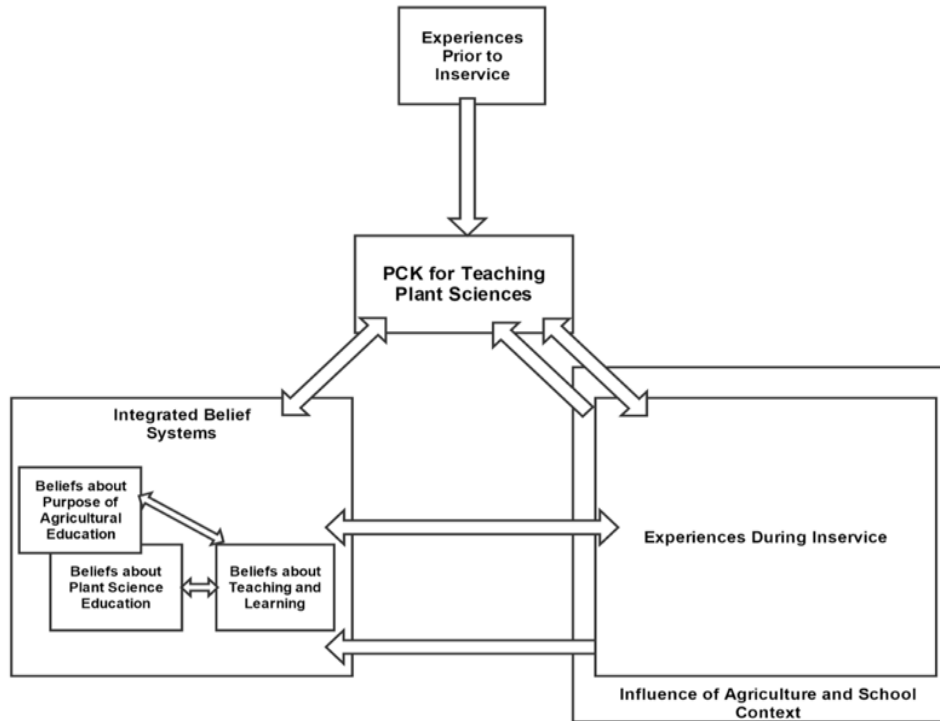 Experiences
Prior to
Inservice
PCK for Teaching
Plant Sciences
Integrated Belief
Systems
Beliefs about
Purpose of
Agricultural
Education
Beliefs about
Plant Science
Education
Beliefs about
Teaching and
Learning
Experiences During Inservice
Influence of Agriculture and School
Context